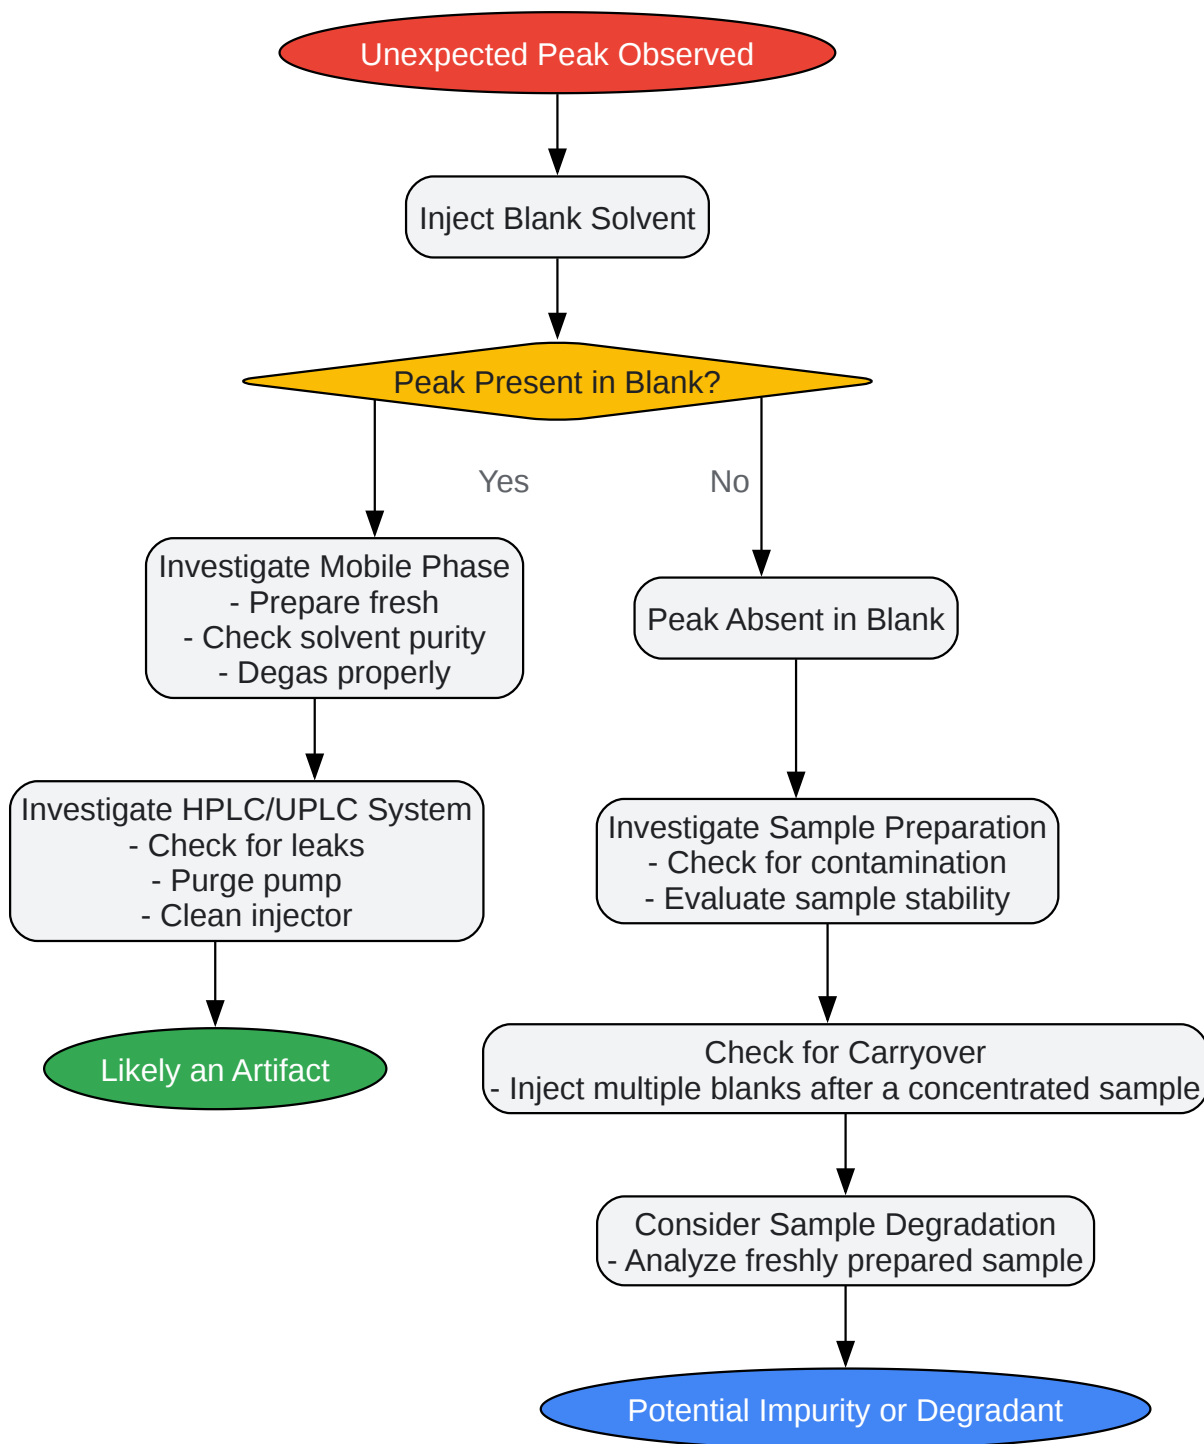 Unexpected Peak Observed
Inject Blank Solvent
Peak Present in Blank?
Yes
No
Investigate Mobile Phase
- Prepare fresh
- Check solvent purity
- Degas properly
Peak Absent in Blank
Investigate HPLC/UPLC System
- Check for leaks
- Purge pump
- Clean injector
Investigate Sample Preparation
- Check for contamination
- Evaluate sample stability
Likely an Artifact
Check for Carryover
- Inject multiple blanks after a concentrated sample
Consider Sample Degradation
- Analyze freshly prepared sample
Potential Impurity or Degradant